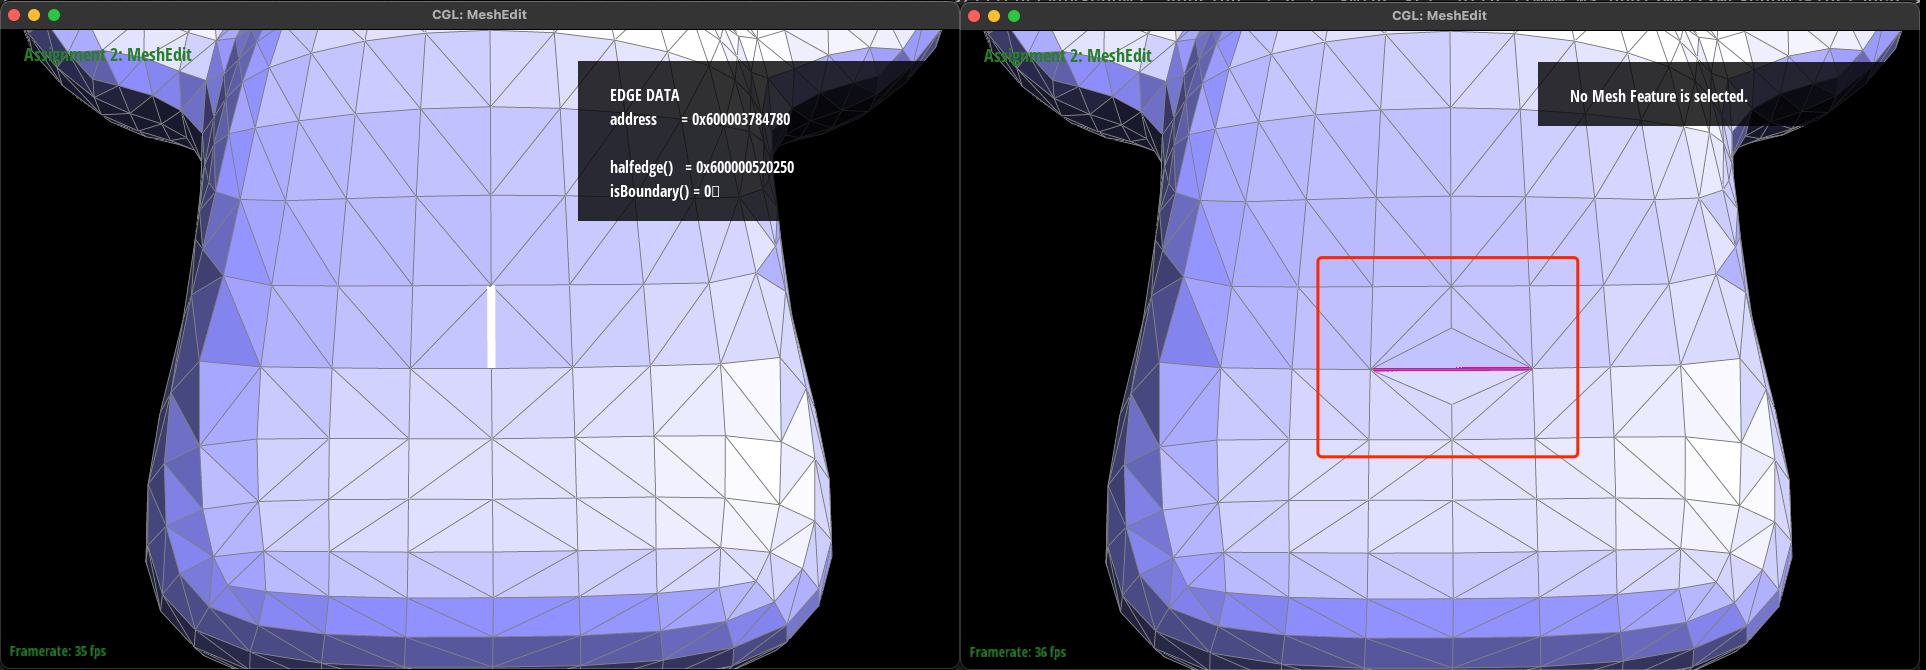 CGL: MeshEdit
Assignment 2: MeshEdit
EDGE DATA
address = 0x600003784780
halfedge() = 0x600000520250
isBoundary() = 0
Framerate: 35 fps
CGL: MeshEdit
Assignment 2: MeshEdit
No Mesh Feature is selected.
Framerate: 36 fps